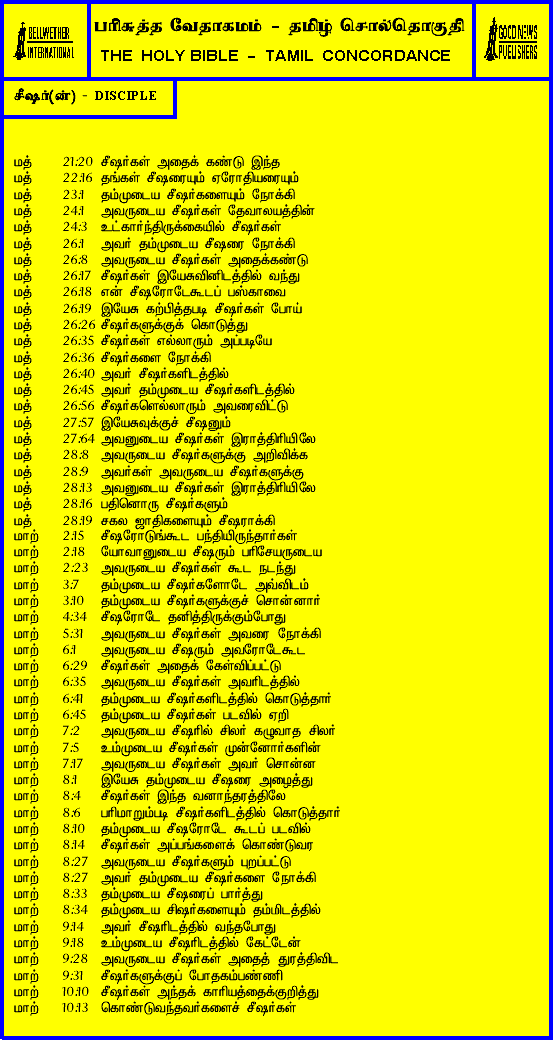 BELLWETHER
INTERNATIONAL
பரிசுத்த வேதாகமம் - தமிழ் சொல்தொகுதி
THE HOLY BIBLE - TAMIL CONCORDANCE
GOOD NEWS
PUBLISHERS
சீஷர்(ன்) - DISCIPLE
மத் 21:20 சீஷர்கள் அதைக் கண்டு இந்த
மத் 22:16 தங்கள் சீஷரையும் ஏரோதியரையும்
மத் 23:1 தம்முடைய சீஷர்களையும் நோக்கி
மத் 24:1 அவருடைய சீஷர்கள் தேவாலயத்தின்
மத் 24:3 உட்கார்ந்திருக்கையில் சீஷர்கள்
மத் 26:1 அவர் தம்முடைய சீஷரை நோக்கி
மத் 26:8 அவருடைய சீஷர்கள் அதைக்கண்டு
மத் 26:17 சீஷர்கள் இயேசுவினிடத்தில் வந்து
மத் 26:18 என் சீஷரோடேகூடப் பஸ்காவை
மத் 26:19 இயேசு கற்பித்தபடி சீஷர்கள் போய்
மத் 26:26 சீஷர்களுக்குக் கொடுத்து
மத் 26:35 சீஷர்கள் எல்லாரும் அப்படியே
மத் 26:36 சீஷர்களை நோக்கி
மத் 26:40 அவர் சீஷர்களிடத்தில்
மத் 26:45 அவர் தம்முடைய சீஷர்களிடத்தில்
மத் 26:56 சீஷர்களெல்லாரும் அவரைவிட்டு
மத் 27:57 இயேசுவுக்குச் சீஷனும்
மத் 27:64 அவனுடைய சீஷர்கள் இராத்திரியிலே
மத் 28:8 அவருடைய சீஷர்களுக்கு அறிவிக்க
மத் 28:9 அவர்கள் அவருடைய சீஷர்களுக்கு
மத் 28:13 அவனுடைய சீஷர்கள் இராத்திரியிலே
மத் 28:16 பதினொரு சீஷர்களும்
மத் 28:19 சகல ஜாதிகளையும் சீஷராக்கி
மாற் 2:15 சீஷரோடுங்கூட பந்தியிருந்தார்கள்
மாற் 2:18 யோவானுடைய சீஷரும் பரிசேயருடைய
மாற் 2:23 அவருடைய சீஷர்கள் கூட நடந்து
மாற் 3:7 தம்முடைய சீஷர்களோடே அவ்விடம்
மாற் 3:10 தம்முடைய சீஷர்களுக்குச் சொன்னார்
மாற் 4:34 சீஷரோடே தனித்திருக்கும்போது
மாற் 5:31 அவருடைய சீஷர்கள் அவரை நோக்கி
மாற் 6:1 அவருடைய சீஷரும் அவரோடேகூட
மாற் 6:29 சீஷர்கள் அதைக் கேள்விப்பட்டு
மாற் 6:35 அவருடைய சீஷர்கள் அவரிடத்தில்
மாற் 6:41 தம்முடைய சீஷர்களிடத்தில் கொடுத்தார்
மாற் 6:45 தம்முடைய சீஷர்கள் படவில் ஏறி
மாற் 7:2 அவருடைய சீஷரில் சிலர் கழுவாத சிலர்
மாற் 7:5 உம்முடைய சீஷர்கள் முன்னோர்களின்
மாற் 7:17 அவருடைய சீஷர்கள் அவர் சொன்ன
மாற் 8:1 இயேசு தம்முடைய சீஷரை அழைத்து
மாற் 8:4 சீஷர்கள் இந்த வனாந்தரத்திலே
மாற் 8:6 பரிமாறும்படி சீஷர்களிடத்தில் கொடுத்தார்
மாற் 8:10 தம்முடைய சீஷரோடே கூடப் படவில்
மாற் 8:14 சீஷர்கள் அப்பங்களைக் கொண்டுவர
மாற் 8:27 அவருடைய சீஷர்களும் புறப்பட்டு
மாற் 8:27 அவர் தம்முடைய சீஷர்களை நோக்கி
மாற் 8:33 தம்முடைய சீஷரைப் பார்த்து
மாற் 8:34 தம்முடைய சிஷர்களையும் தம்மிடத்தில்
மாற் 9:14 அவர் சீஷரிடத்தில் வந்தபோது
மாற் 9:18 உம்முடைய சீஷரிடத்தில் கேட்டேன்
மாற் 9:28 அவருடைய சீஷர்கள் அதைத் துரத்திவிட
மாற் 9:31 சீஷர்களுக்குப் போதகம்பண்ணி
மாற் 10:10 சீஷர்கள் அந்தக் காரியத்தைக்குறித்து
மாற் 10:13 கொண்டுவந்தவர்களைச் சீஷர்கள்